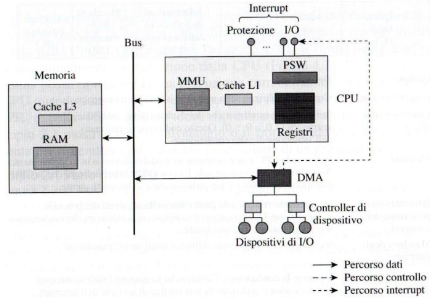 Interrupt
Protezione
I/O
...
Bus
PSW
Memoria
MMU
Cache L1
CPU
Cache L3
RAM
Registri
DMA
Controller di
dispositivo
Dispositivi di I/O
Percorso dati
Percorso controllo
Percorso interrupt